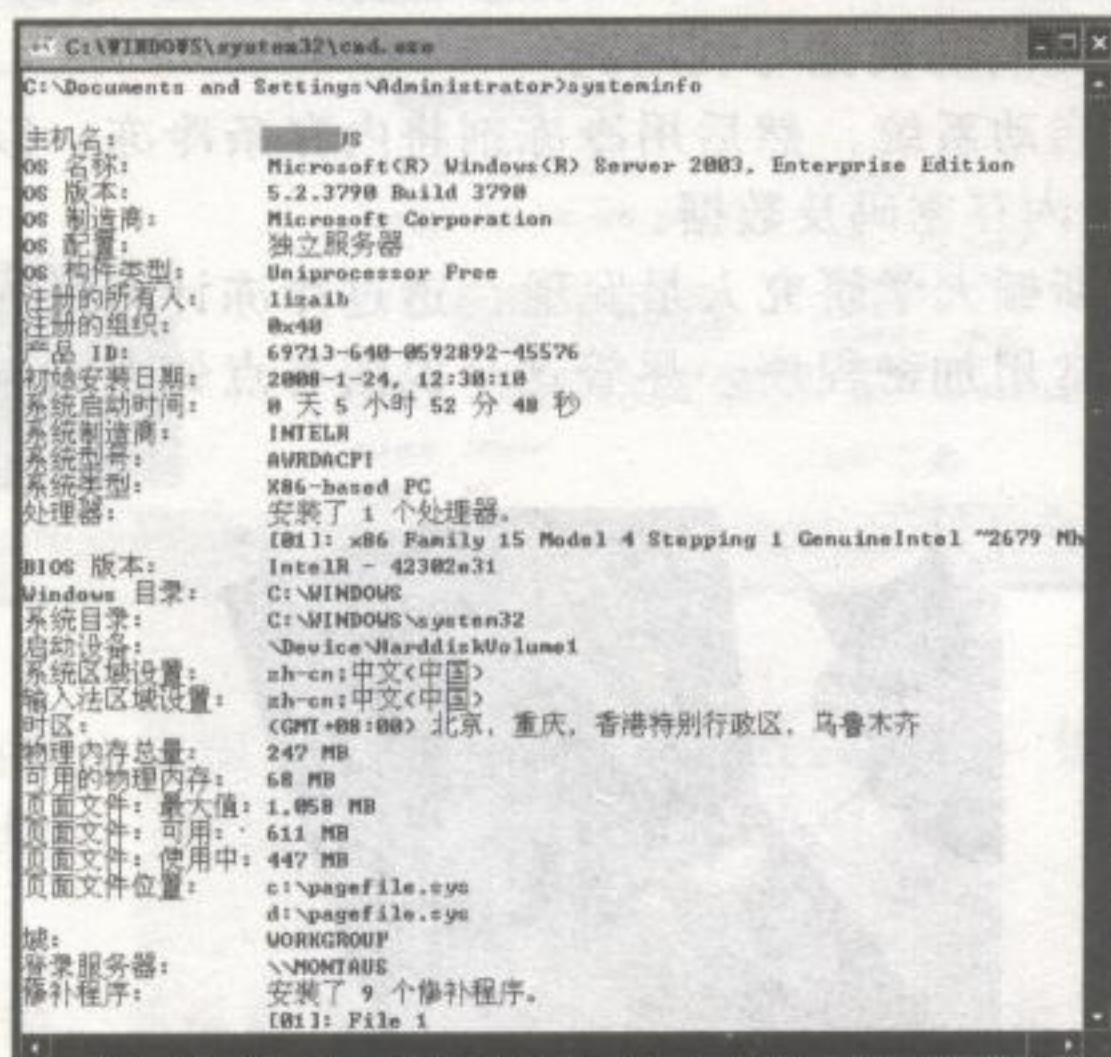 C:\WINDOWS\system32\cmd.exe
C:\Documents and Settings\Administrator>systeminfo
主机名: US
OS 名称: Microsoft(R) Windows(R) Server 2003, Enterprise Edition
OS 版本: 5.2.3790 Build 3790
OS 制造商: Microsoft Corporation
OS 配置: 独立服务器
OS 构件类型: Uniprocessor Free
注册的所有人: lizaib
注册的组织: 0x40
产品 ID: 69713-640-0592892-45576
初始安装日期: 2008-1-24, 12:30:10
系统启动时间: 0 天 5 小时 52 分 40 秒
系统制造商: INTELR
系统型号: AWRDACPI
系统类型: X86-based PC
处理器: 安装了 1 个处理器。
[01]: x86 Family 15 Model 4 Stepping 1 GenuineIntel ~2679 Mh
BIOS 版本: IntelR - 42302e31
Windows 目录: C:\WINDOWS
系统目录: C:\WINDOWS\system32
启动设备: \Device\HarddiskVolume1
系统区域设置: zh-cn;中文(中国)
输入法区域设置: zh-cn;中文(中国)
时区: (GMT+08:00) 北京, 重庆, 香港特别行政区, 乌鲁木齐
物理内存总量: 247 MB
可用的物理内存: 68 MB
页面文件: 最大值: 1,058 MB
页面文件: 可用: 611 MB
页面文件: 使用中: 447 MB
页面文件位置: c:\pagefile.sys
d:\pagefile.sys
域: WORKGROUP
登录服务器: \\MONTAUS
修补程序: 安装了 9 个修补程序。
[01]: File 1